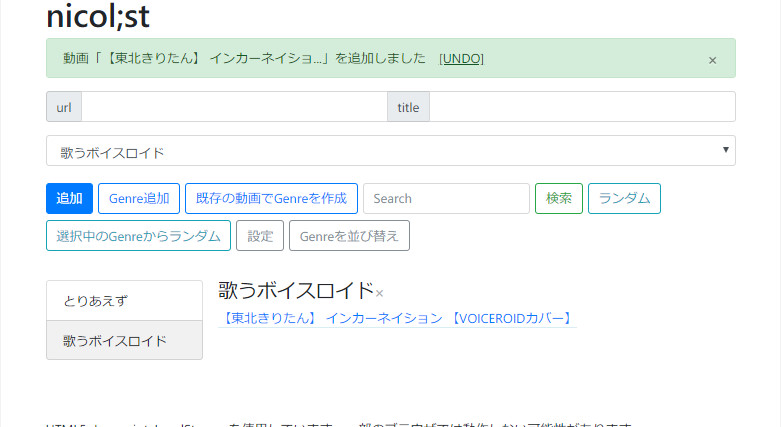 nicol;st
動画「【東北きりたん】 インカーネイショ...」を追加しました [UNDO] ×
url title
歌うボイスロイド ▼
追加 Genre追加 既存の動画でGenreを作成 Search 検索 ランダム
選択中のGenreからランダム 設定 Genreを並び替え
とりあえず
歌うボイスロイド
歌うボイスロイド×
【東北きりたん】 インカーネイション 【VOICEROIDカバー】